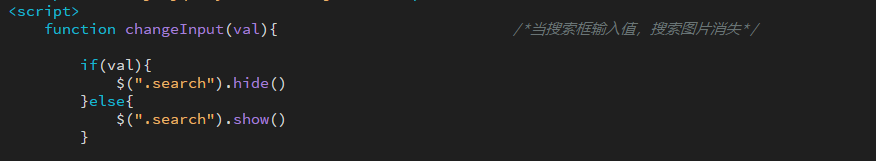 <script>
function changeInput(val){ /*当搜索框输入值，搜索图片消失*/
if(val){
$(".search").hide()
}else{
$(".search").show()
}